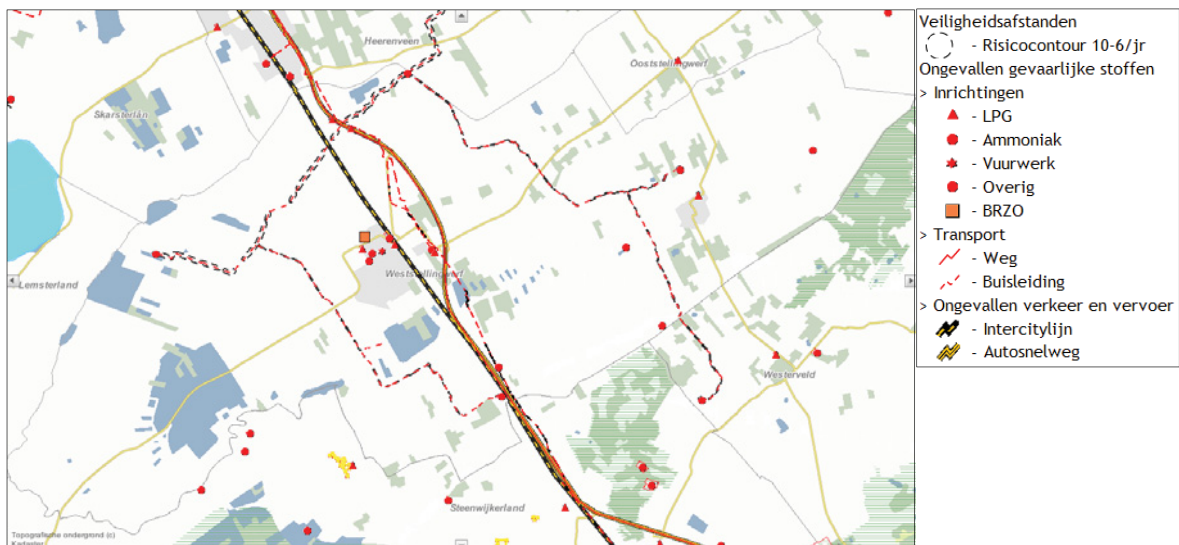 Heerenveen
Ooststellingwerf
Skarsterlân
Weststellingwerf
Lemsterland
Westerveld
Steenwijkerland
Topografische ondergrond (c)
Kadaster
Veiligheidsafstanden
- Risicocontour 10-6/jr
Ongevallen gevaarlijke stoffen
> Inrichtingen
- LPG
- Ammoniak
- Vuurwerk
- Overig
- BRZO
> Transport
- Weg
- Buisleiding
> Ongevallen verkeer en vervoer
- Intercitylijn
- Autosnelweg